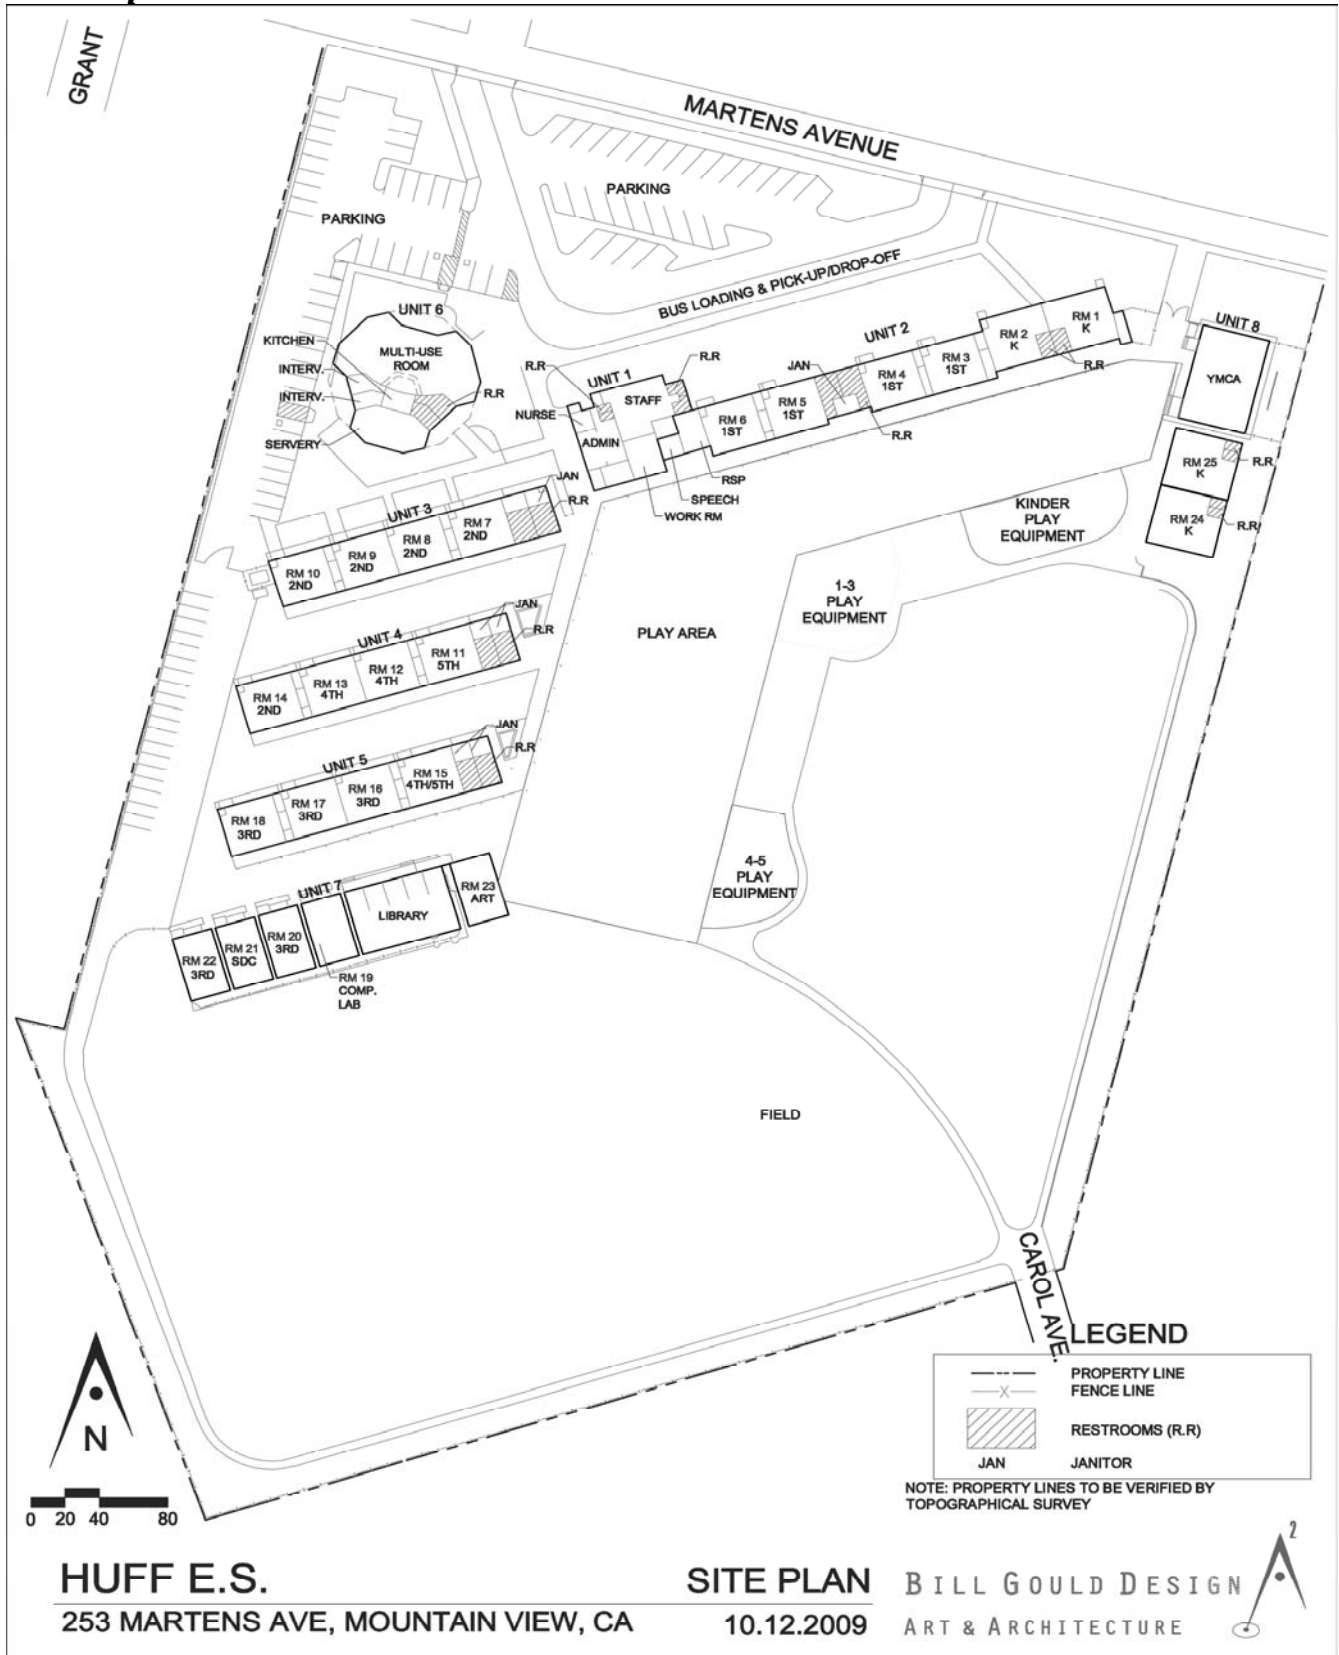 GRANT
MARTENS AVENUE
PARKING
PARKING
BUS LOADING & PICK-UP/DROP-OFF
UNIT 6
KITCHEN
MULTI-USE
ROOM
INTERV.
INTERV.
R.R
SERVERY
UNIT 1
R.R
R.R
STAFF
NURSE
ADMIN
RSP
SPEECH
WORK RM
UNIT 2
JAN
R.R
RM 6
1ST
RM 5
1ST
RM 4
1ST
RM 3
1ST
RM 2
K
RM 1
K
R.R
UNIT 8
YMCA
RM 25
K
R.R
RM 24
K
R.R
UNIT 3
JAN
R.R
RM 10
2ND
RM 9
2ND
RM 8
2ND
RM 7
2ND
KINDER
PLAY
EQUIPMENT
1-3
PLAY
EQUIPMENT
PLAY AREA
UNIT 4
JAN
R.R
RM 14
2ND
RM 13
4TH
RM 12
4TH
RM 11
5TH
UNIT 5
JAN
R.R
RM 18
3RD
RM 17
3RD
RM 16
3RD
RM 15
4TH/5TH
4-5
PLAY
EQUIPMENT
UNIT 7
RM 22
3RD
RM 21
SDC
RM 20
3RD
RM 19
COMP.
LAB
LIBRARY
RM 23
ART
FIELD
CAROL AVE.
LEGEND
PROPERTY LINE
X FENCE LINE
RESTROOMS (R.R)
JAN JANITOR
NOTE: PROPERTY LINES TO BE VERIFIED BY
TOPOGRAPHICAL SURVEY
N
0 20 40 80
HUFF E.S.
253 MARTENS AVE, MOUNTAIN VIEW, CA
SITE PLAN
10.12.2009
BILL GOULD DESIGN
ART & ARCHITECTURE
2